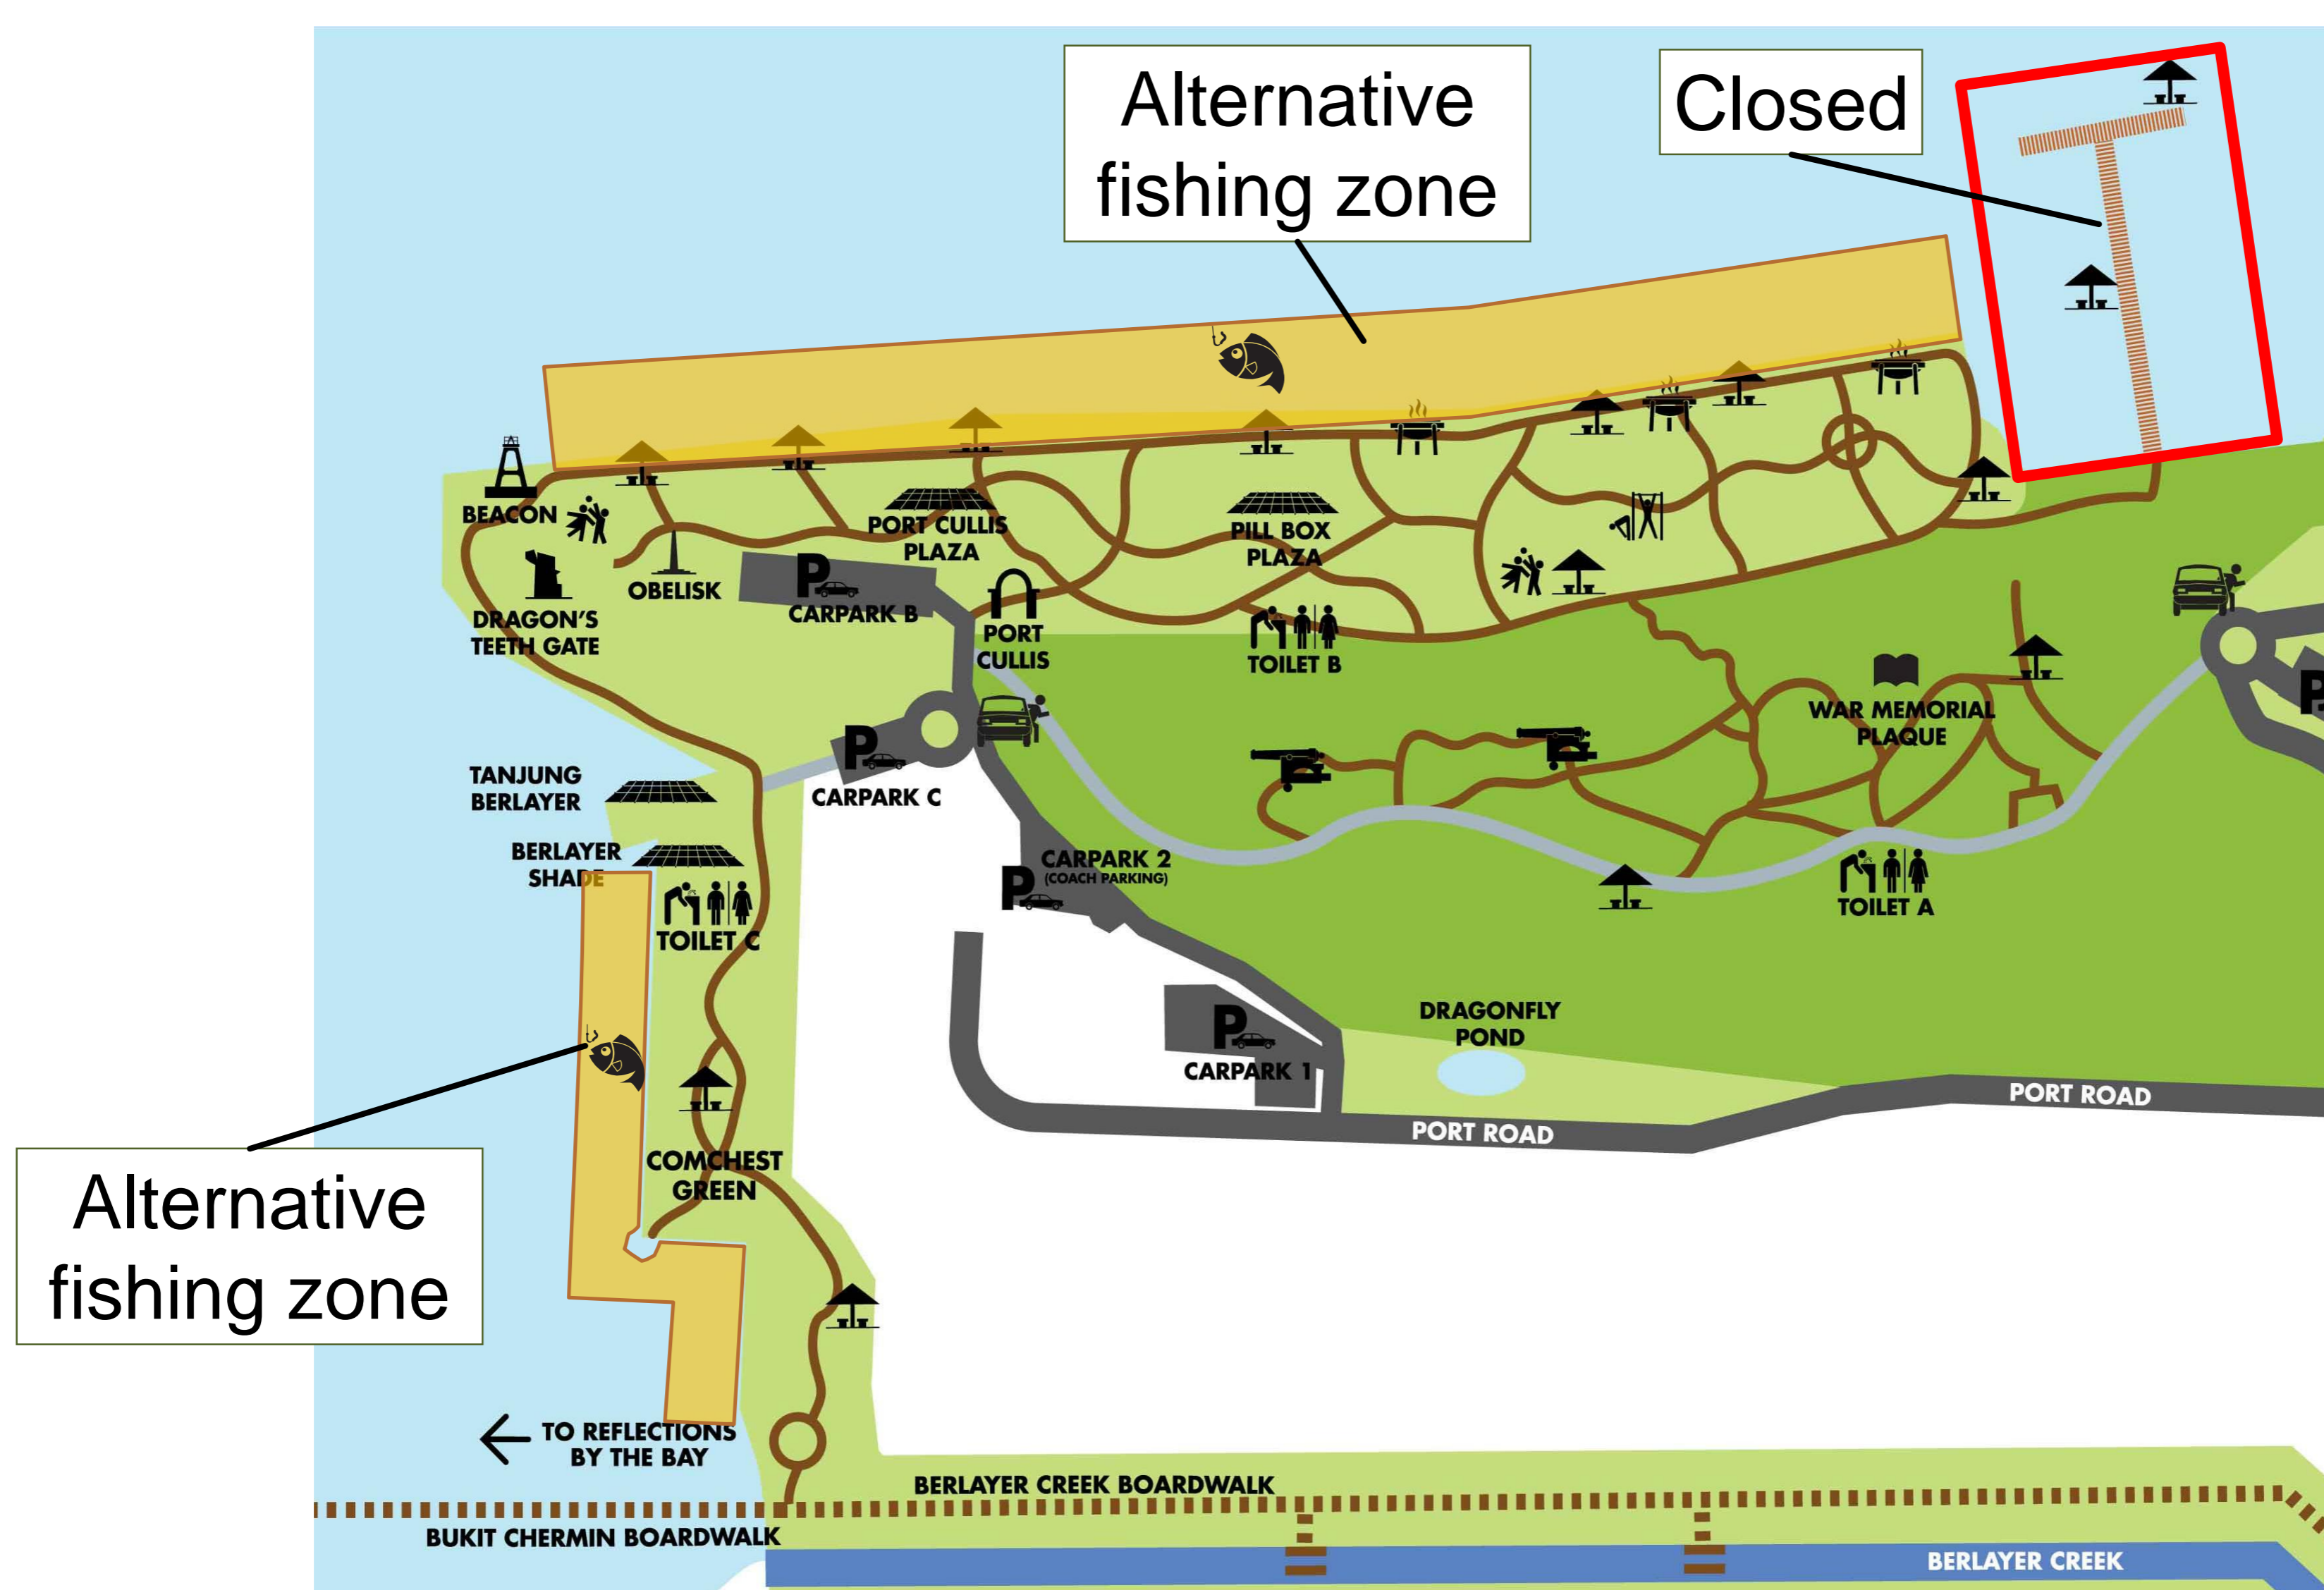 Alternative
fishing zone
Closed
BEACON
DRAGON'S
TEETH GATE
OBELISK
PORT CULLIS
PLAZA
P
CARPARK B
PORT
CULLIS
PILL BOX
PLAZA
TOILET B
WAR MEMORIAL
PLAQUE
P
TANJUNG
BERLAYER
P
CARPARK C
BERLAYER
SHADE
TOILET C
CARPARK 2
(COACH PARKING)
P
TOILET A
P
CARPARK 1
DRAGONFLY
POND
PORT ROAD
PORT ROAD
Alternative
fishing zone
COMCHEST
GREEN
TO REFLECTIONS
BY THE BAY
BERLAYER CREEK BOARDWALK
BUKIT CHERMIN BOARDWALK
BERLAYER CREEK